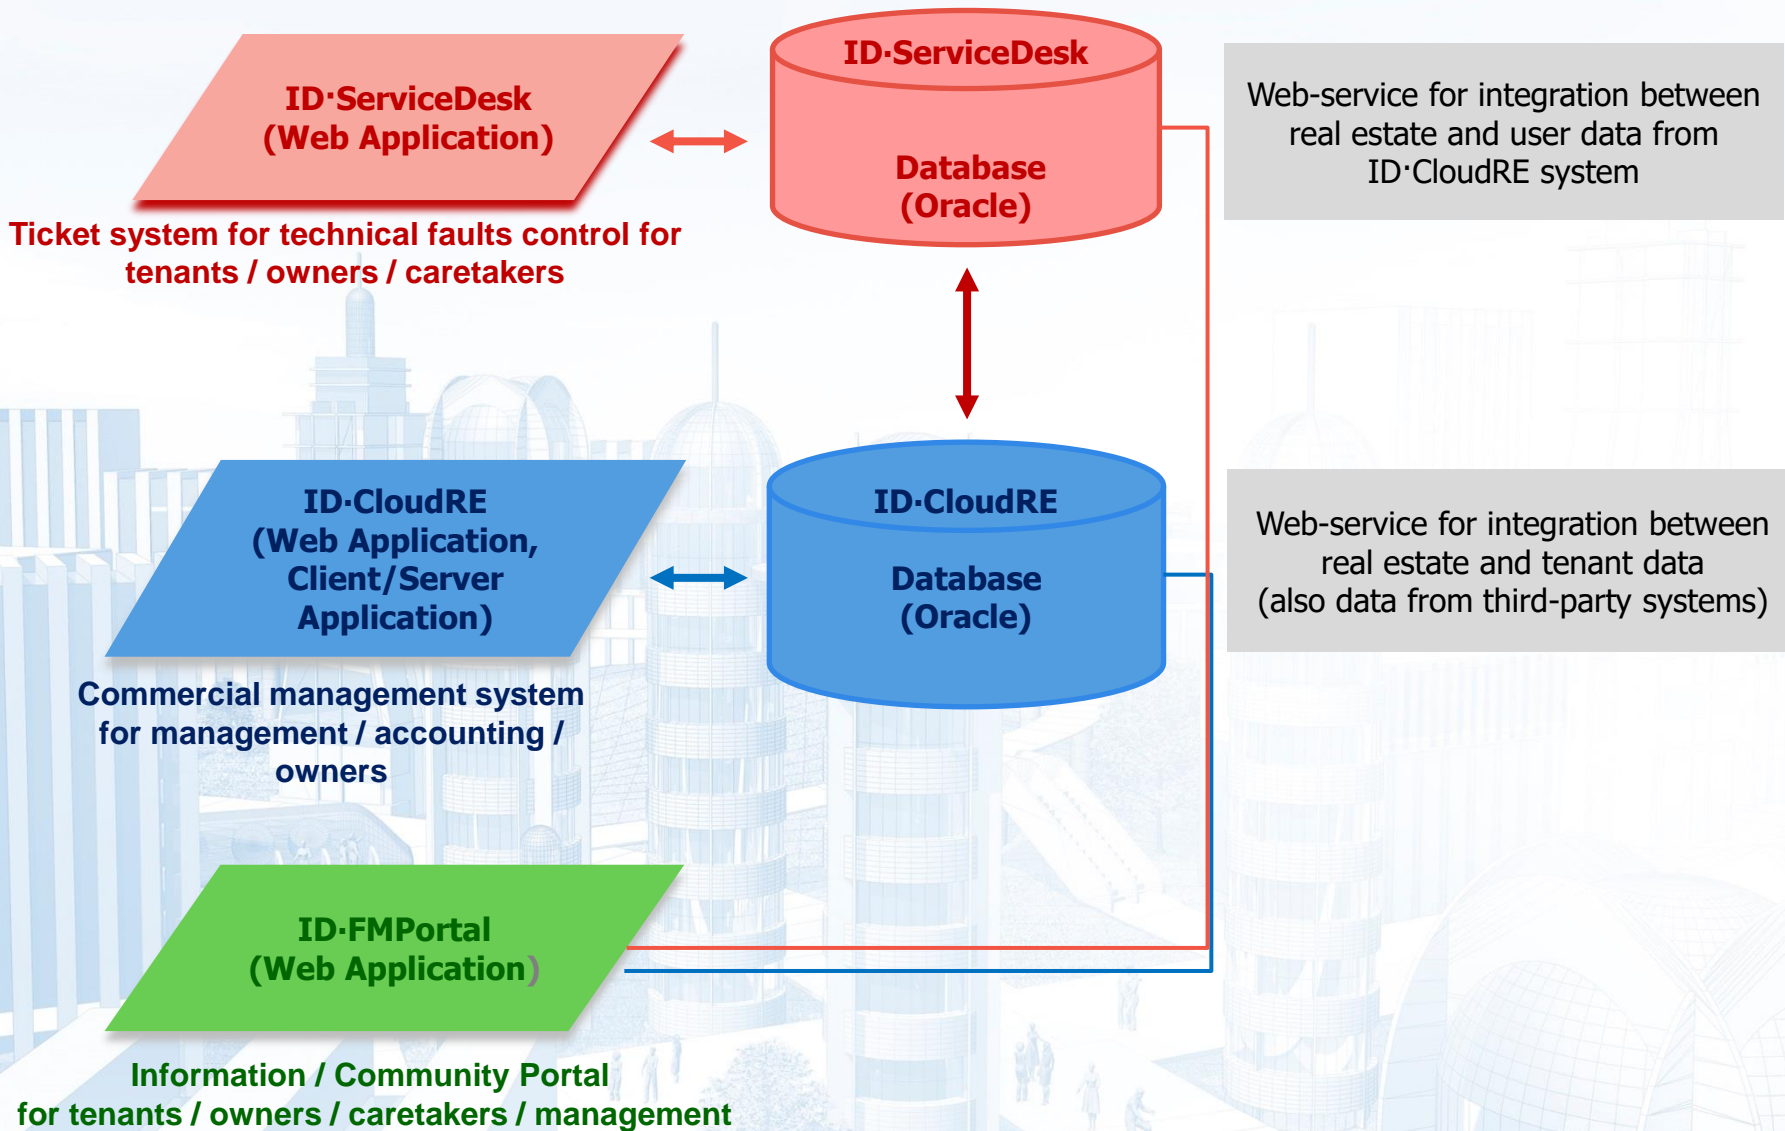 ID·ServiceDesk
(Web Application)
Ticket system for technical faults control for
tenants / owners / caretakers
ID·ServiceDesk
Database
(Oracle)
Web-service for integration between
real estate and user data from
ID·CloudRE system
ID·CloudRE
(Web Application,
Client/Server
Application)
Commercial management system
for management / accounting /
owners
ID·CloudRE
Database
(Oracle)
Web-service for integration between
real estate and tenant data
(also data from third-party systems)
ID·FMPortal
(Web Application)
Information / Community Portal
for tenants / owners / caretakers / management